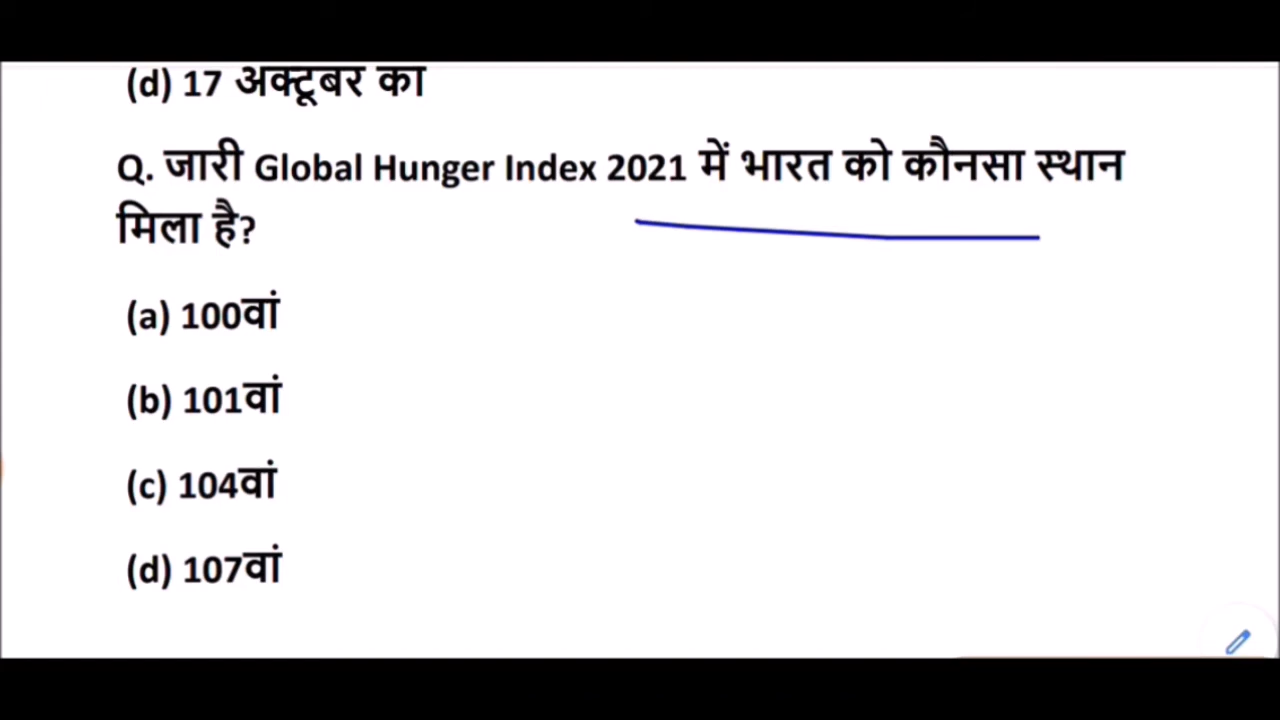 (d) 17 अक्टूबर का
Q. जारी Global Hunger Index 2021 में भारत को कौनसा स्थान
मिला है?
(a) 100वां
(b) 101वां
(c) 104वां
(d) 107वां